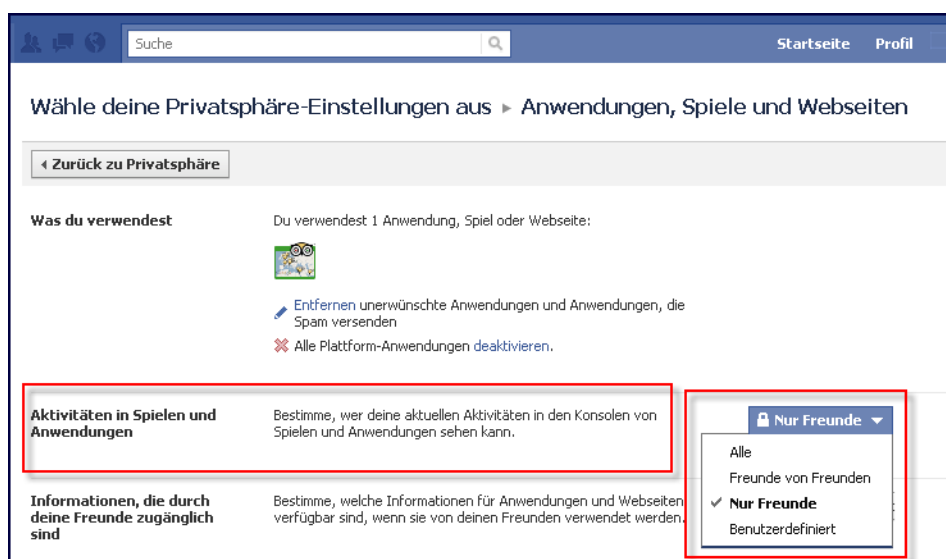 Suche
Startseite Profil
Wähle deine Privatsphäre-Einstellungen aus ▸ Anwendungen, Spiele und Webseiten
Zurück zu Privatsphäre
Was du verwendest
Du verwendest 1 Anwendung, Spiel oder Webseite:
Entfernen unerwünschte Anwendungen und Anwendungen, die
Spam versenden
Alle Plattform-Anwendungen deaktivieren.
Aktivitäten in Spielen und
Anwendungen
Bestimme, wer deine aktuellen Aktivitäten in den Konsolen von
Spielen und Anwendungen sehen kann.
Nur Freunde
Alle
Freunde von Freunden
Nur Freunde
Benutzerdefiniert
Informationen, die durch
deine Freunde zugänglich
sind
Bestimme, welche Informationen für Anwendungen und Webseiten
verfügbar sind, wenn sie von deinen Freunden verwendet werden.